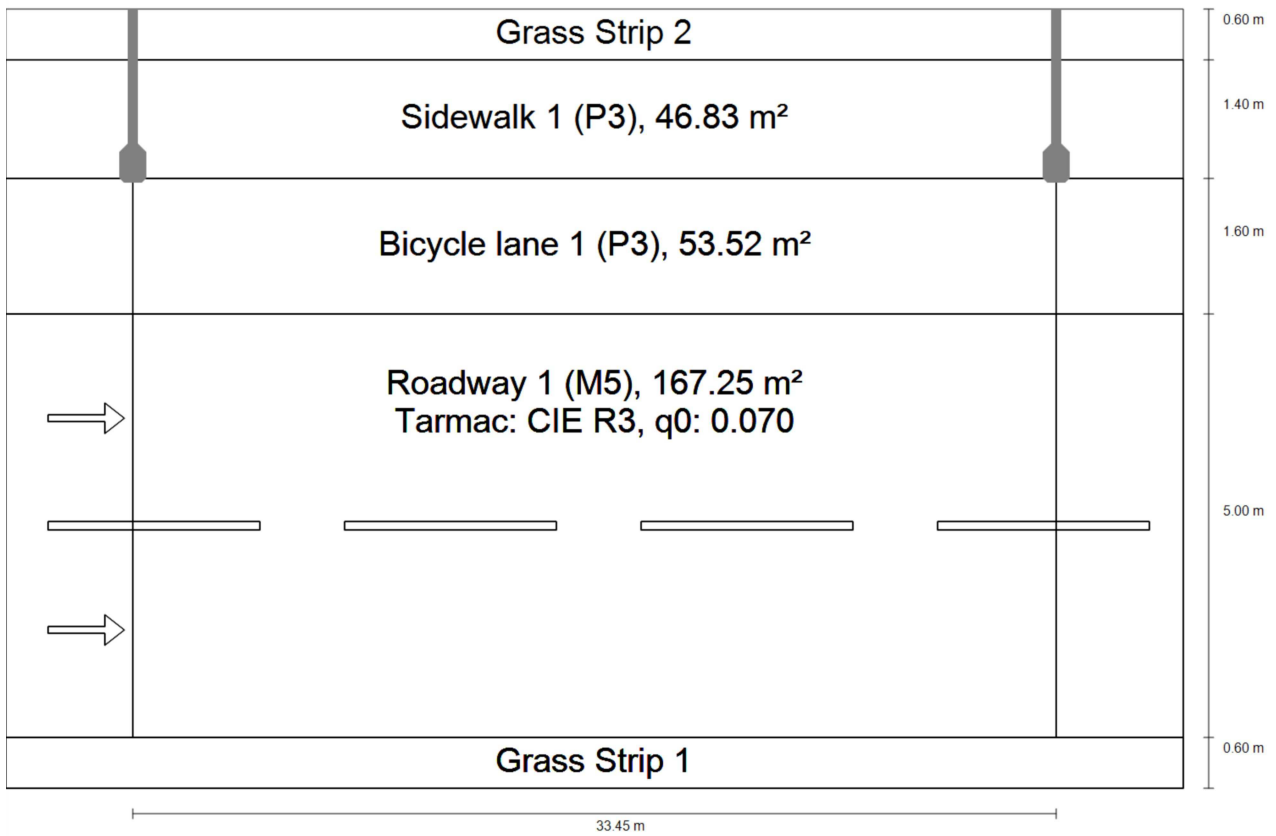 Grass Strip 2
0.60 m
Sidewalk 1 (P3), 46.83 m²
1.40 m
Bicycle lane 1 (P3), 53.52 m²
1.60 m
Roadway 1 (M5), 167.25 m²
Tarmac: CIE R3, q0: 0.070
5.00 m
Grass Strip 1
0.60 m
33.45 m